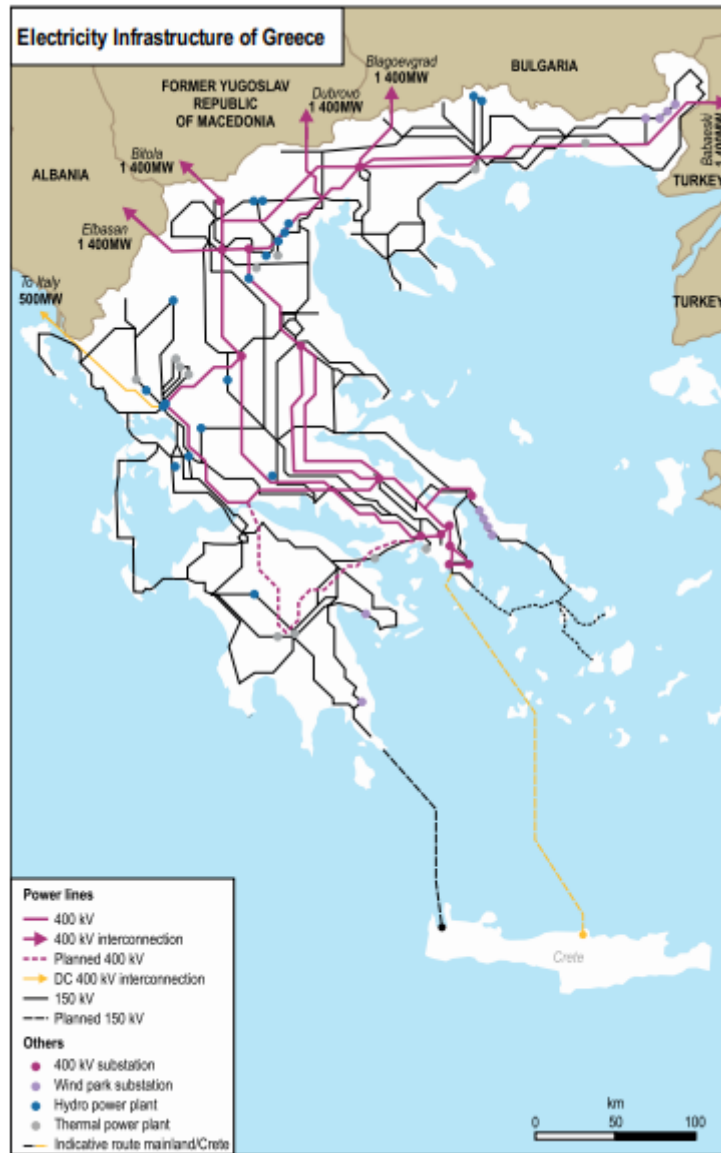 Electricity Infrastructure of Greece
Blagoevgrad
1 400MW
BULGARIA
FORMER YUGOSLAV
REPUBLIC
OF MACEDONIA
Dubrovo
1 400MW
Bitola
1 400MW
ALBANIA
Babaeski
1 400MW
TURKEY
Elbasan
1 400MW
To Italy
500MW
TURKEY
Crete
Power lines
400 kV
400 kV interconnection
Planned 400 kV
DC 400 kV interconnection
150 kV
Planned 150 kV
Others
400 kV substation
Wind park substation
Hydro power plant
Thermal power plant
Indicative route mainland/Crete
km
0 50 100